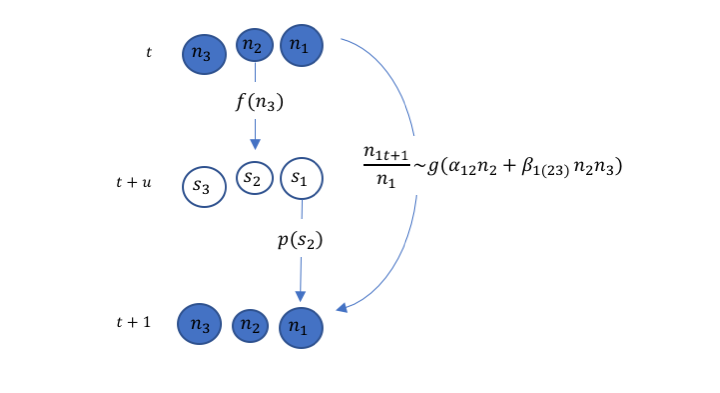 t n₃ n₂ n₁
f(n₃)
n₁ₜ₊₁/n₁ ~g(α₁₂n₂ + β₁₍₂₃₎ n₂n₃)
t + u s₃ s₂ s₁
p(s₂)
t + 1 n₃ n₂ n₁